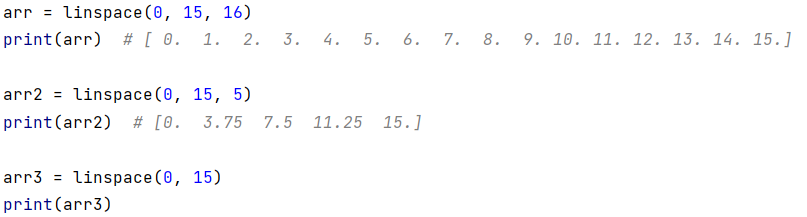 arr = linspace(0, 15, 16)
print(arr)  # [ 0.  1.  2.  3.  4.  5.  6.  7.  8.  9. 10. 11. 12. 13. 14. 15.]
arr2 = linspace(0, 15, 5)
print(arr2)  # [0.  3.75  7.5  11.25  15.]
arr3 = linspace(0, 15)
print(arr3)